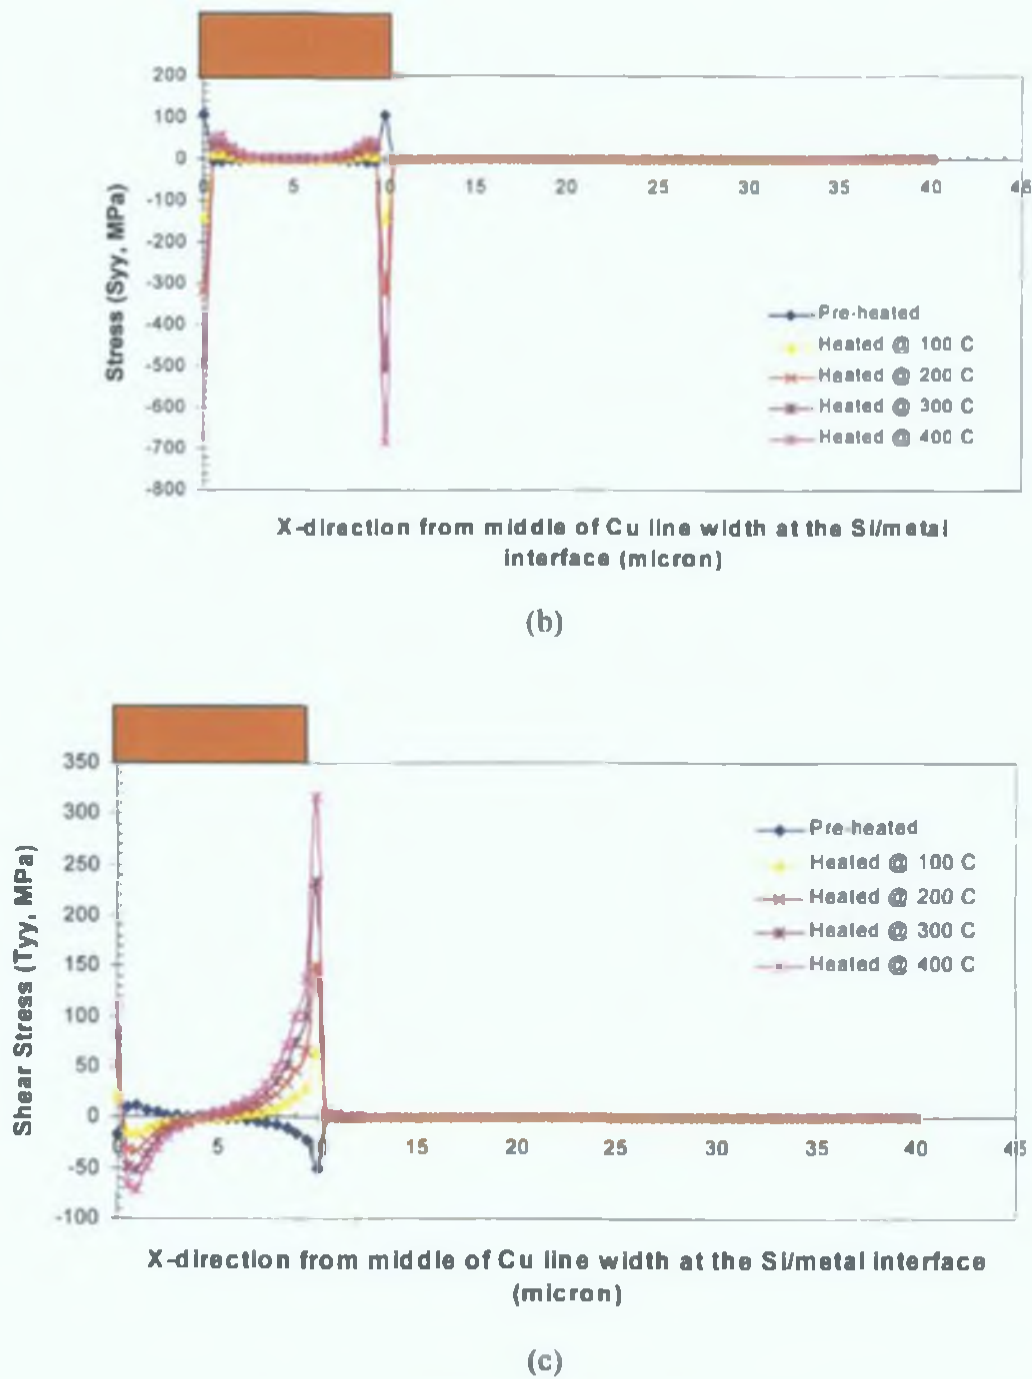 200
100
0
-100
-200
-300
-400
-500
-600
-700
-800
0 5 10 15 20 25 30 35 40 45
Stress (Syy, MPa)
Pre-heated
Heated @ 100 C
Heated @ 200 C
Heated @ 300 C
Heated @ 400 C
X-direction from middle of Cu line width at the Si/metal
interface (micron)
(b)
350
300
250
200
150
100
50
0
-50
-100
0 5 10 15 20 25 30 35 40 45
Shear Stress (Tyy, MPa)
Pre-heated
Heated @ 100 C
Heated @ 200 C
Heated @ 300 C
Heated @ 400 C
X-direction from middle of Cu line width at the Si/metal interface
(micron)
(c)